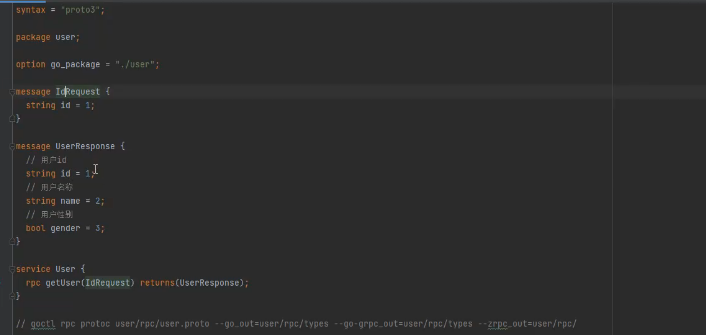 syntax = "proto3";
package user;
option go_package = "./user";
message IdRequest {
string id = 1;
}
message UserResponse {
// 用户id
string id = 1;
// 用户名称
string name = 2;
// 用户性别
bool gender = 3;
}
service User {
rpc getUser(IdRequest) returns(UserResponse);
}
// goctl rpc protoc user/rpc/user.proto --go_out=user/rpc/types --go-grpc_out=user/rpc/types --zrpc_out=user/rpc/